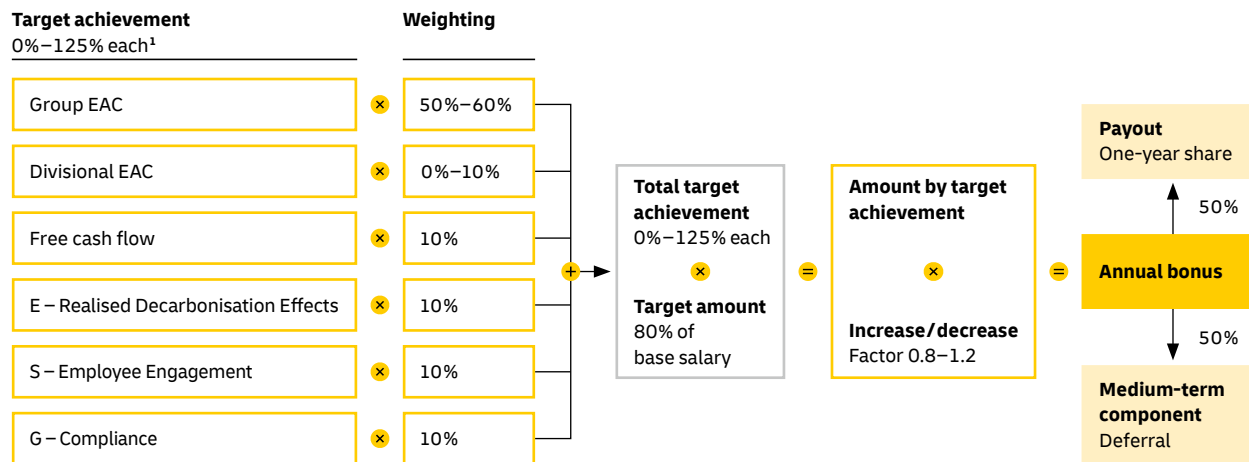 Target achievement
0%–125% each¹
Weighting
Group EAC
×
50%–60%
Divisional EAC
×
0%–10%
Free cash flow
×
10%
E – Realised Decarbonisation Effects
×
10%
S – Employee Engagement
×
10%
G – Compliance
×
10%
+
Total target
achievement
0%–125% each
×
Target amount
80% of
base salary
=
Amount by target
achievement
×
Increase/decrease
Factor 0.8–1.2
=
Payout
One-year share
50%
Annual bonus
50%
Medium-term
component
Deferral